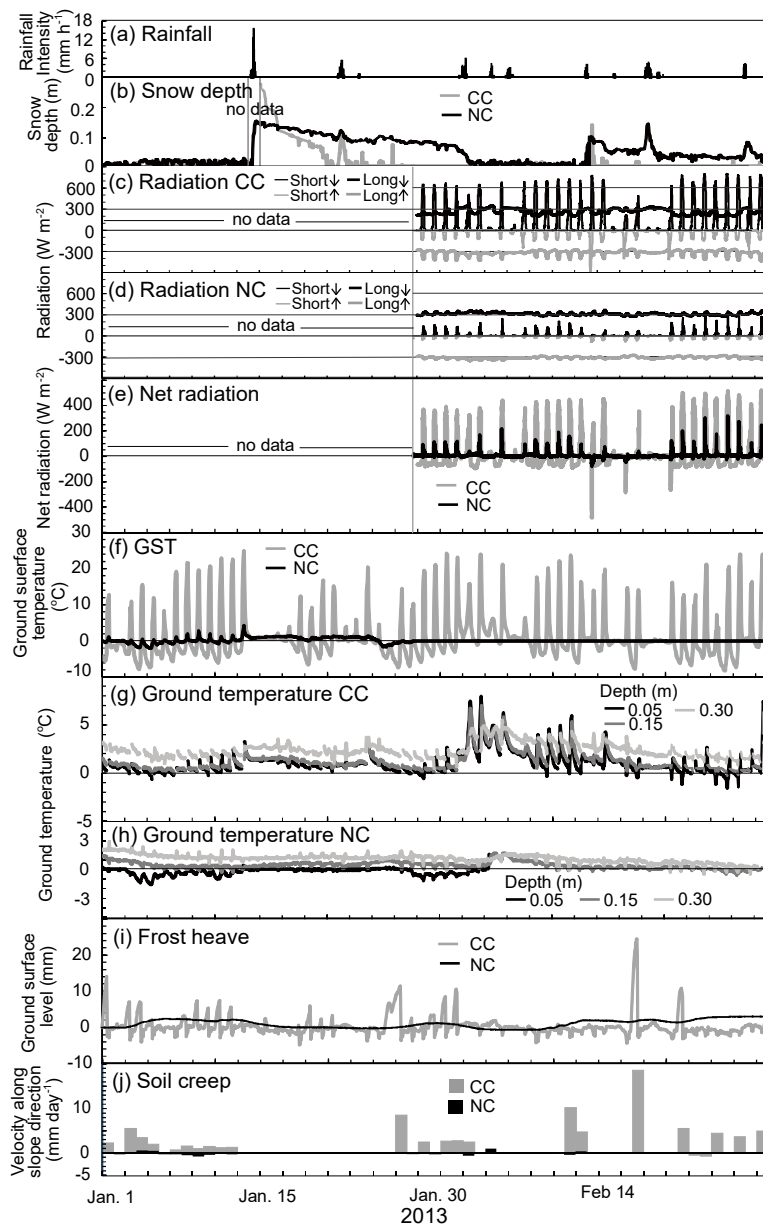 18
12
6
0
Rainfall
Intensity
(mm h-1)
(a) Rainfall
0.2
0.1
0
Snow
depth (m)
(b) Snow depth
no data
CC
NC
600
300
0
-300
(c) Radiation CC
Short↓ Long↓
Short↑ Long↑
no data
Radiation (W m-2)
600
300
0
-300
(d) Radiation NC
Short↓ Long↓
Short↑ Long↑
no data
Net radiation (W m-2)
400
200
0
-200
-400
(e) Net radiation
no data
CC
NC
Ground suerface
temperature
(°C)
30
20
10
0
-10
(f) GST
CC
NC
Ground temperature (°C)
5
0
-5
(g) Ground temperature CC
Depth (m)
0.05 0.30
0.15
3
0
-3
(h) Ground temperature NC
Depth (m)
0.05 0.15 0.30
Ground surface
level (mm)
20
10
0
-10
(i) Frost heave
CC
NC
Velocity along
slope direction
(mm day-1)
10
0
-5
(j) Soil creep
CC
NC
Jan. 1 Jan. 15 Jan. 30 Feb 14
2013